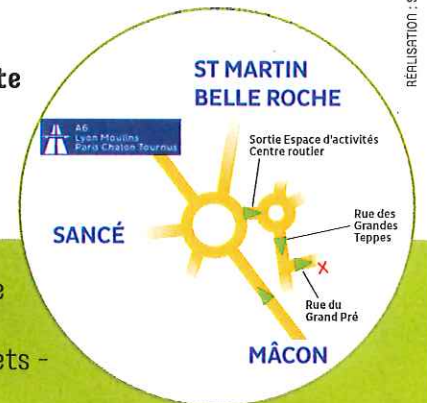 te
RÉALISATION : S
ST MARTIN
BELLE ROCHE
A6
Lyon Moulins
Paris Chalon Tournus
Sortie Espace d'activités
Centre routier
SANCÉ
Rue des
Grandes
Teppes
X
e
Rue du
Grand Pré
ets -
MÂCON